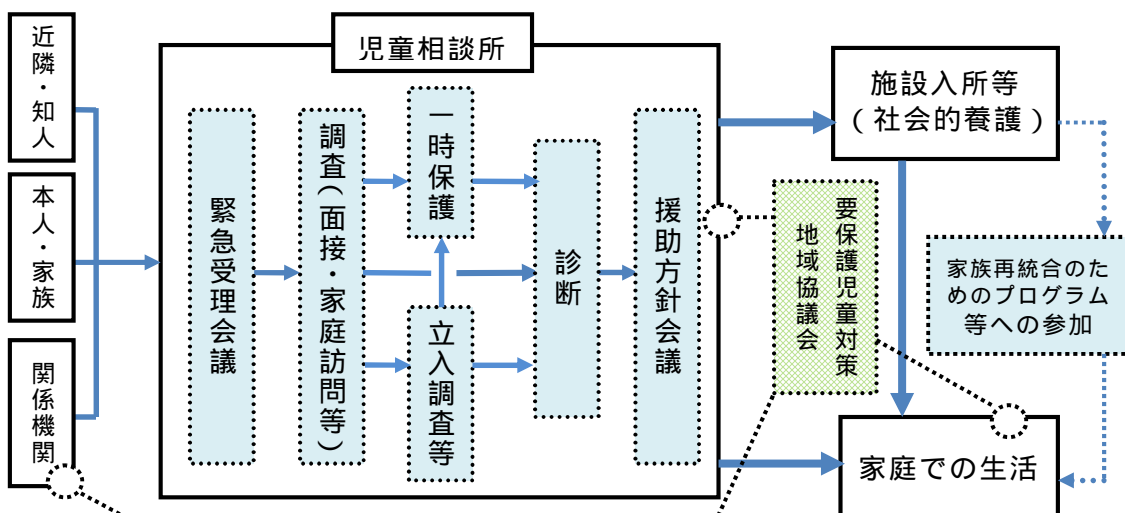 近隣・知人
本人・家族
関係機関
児童相談所
緊急受理会議
調査(面接・家庭訪問等)
一時保護
立入調査等
診断
援助方針会議
要保護児童対策
地域協議会
施設入所等
(社会的養護)
家族再統合のた
めのプログラム
等への参加
家庭での生活